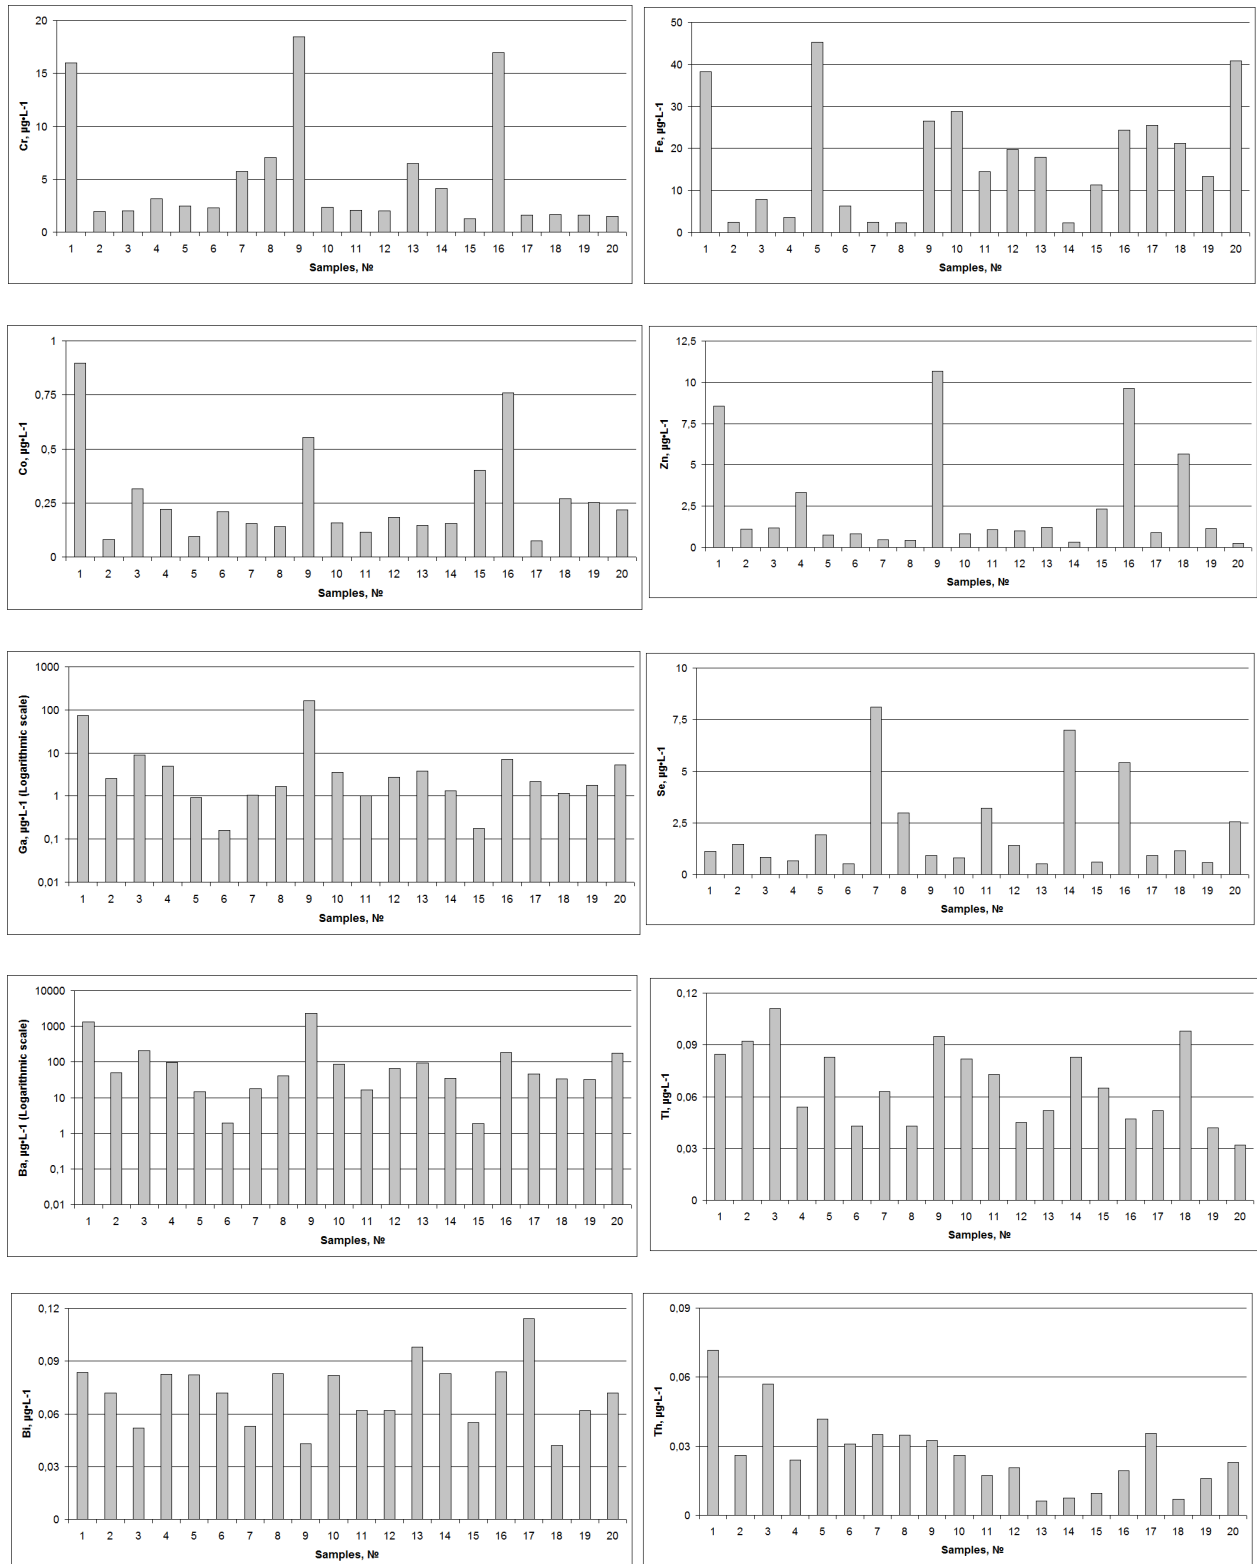 Cr, µg•L-1
20
15
10
5
0
1 2 3 4 5 6 7 8 9 10 11 12 13 14 15 16 17 18 19 20
Samples, №
Fe, µg•L-1
50
40
30
20
10
0
1 2 3 4 5 6 7 8 9 10 11 12 13 14 15 16 17 18 19 20
Samples, №
Co, µg•L-1
1
0,75
0,5
0,25
0
1 2 3 4 5 6 7 8 9 10 11 12 13 14 15 16 17 18 19 20
Samples, №
Zn, µg•L-1
12,5
10
7,5
5
2,5
0
1 2 3 4 5 6 7 8 9 10 11 12 13 14 15 16 17 18 19 20
Samples, №
Ga, µg•L-1 (Logarithmic scale)
1000
100
10
1
0,1
0,01
1 2 3 4 5 6 7 8 9 10 11 12 13 14 15 16 17 18 19 20
Samples, №
Se, µg•L-1
10
7,5
5
2,5
0
1 2 3 4 5 6 7 8 9 10 11 12 13 14 15 16 17 18 19 20
Samples, №
Ba, µg•L-1 (Logarithmic scale)
10000
1000
100
10
1
0,1
0,01
1 2 3 4 5 6 7 8 9 10 11 12 13 14 15 16 17 18 19 20
Samples, №
Tl, µg•L-1
0,12
0,09
0,06
0,03
0
1 2 3 4 5 6 7 8 9 10 11 12 13 14 15 16 17 18 19 20
Samples, №
Bi, µg•L-1
0,12
0,09
0,06
0,03
0
1 2 3 4 5 6 7 8 9 10 11 12 13 14 15 16 17 18 19 20
Samples, №
Th, µg•L-1
0,09
0,06
0,03
0
1 2 3 4 5 6 7 8 9 10 11 12 13 14 15 16 17 18 19 20
Samples, №